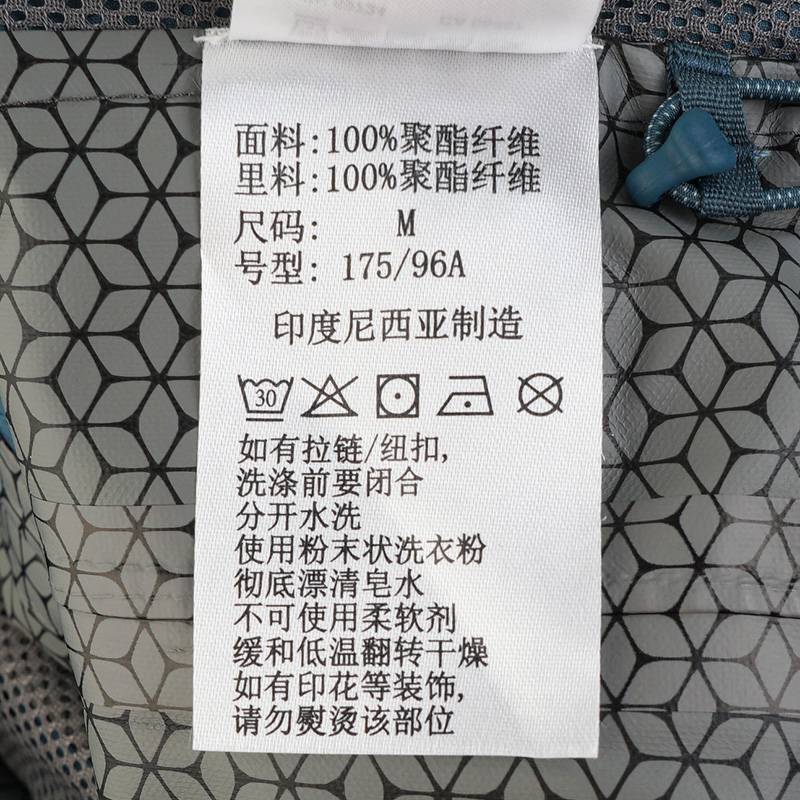 面料:100%聚酯纤维
里料:100%聚酯纤维
尺码: M
号型: 175/96A
印度尼西亚制造
30
如有拉链/纽扣,
洗涤前要闭合
分开水洗
使用粉末状洗衣粉
彻底漂清皂水
不可使用柔软剂
缓和低温翻转干燥
如有印花等装饰,
请勿熨烫该部位